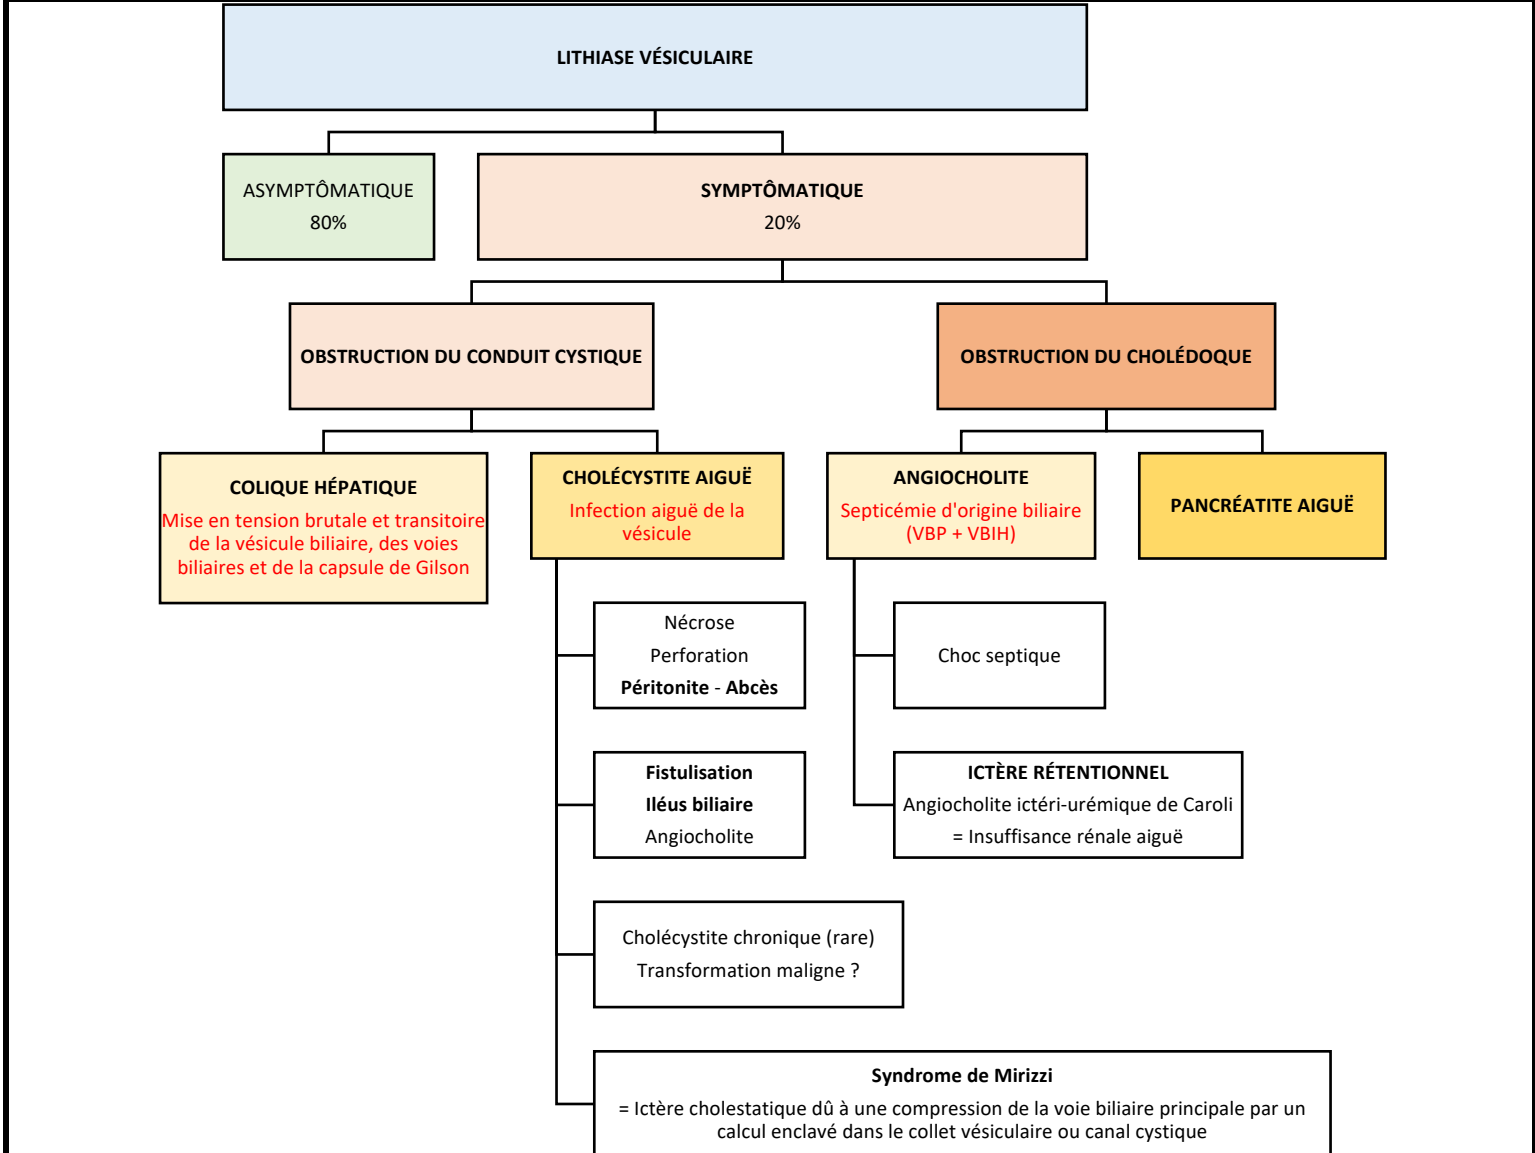 LITHIASE VÉSICULAIRE
ASYMPTÔMATIQUE
80%
SYMPTÔMATIQUE
20%
OBSTRUCTION DU CONDUIT CYSTIQUE
OBSTRUCTION DU CHOLÉDOQUE
COLIQUE HÉPATIQUE
Mise en tension brutale et transitoire
de la vésicule biliaire, des voies
biliaires et de la capsule de Gilson
CHOLÉCYSTITE AIGUË
Infection aiguë de la
vésicule
ANGIOCHOLITE
Septicémie d'origine biliaire
(VBP + VBIH)
PANCRÉATITE AIGUË
Nécrose
Perforation
Péritonite - Abcès
Choc septique
Fistulisation
Iléus biliaire
Angiocholite
ICTÈRE RÉTENTIONNEL
Angiocholite ictéri-urémique de Caroli
= Insuffisance rénale aiguë
Cholécystite chronique (rare)
Transformation maligne ?
Syndrome de Mirizzi
= Ictère cholestatique dû à une compression de la voie biliaire principale par un
calcul enclavé dans le collet vésiculaire ou canal cystique